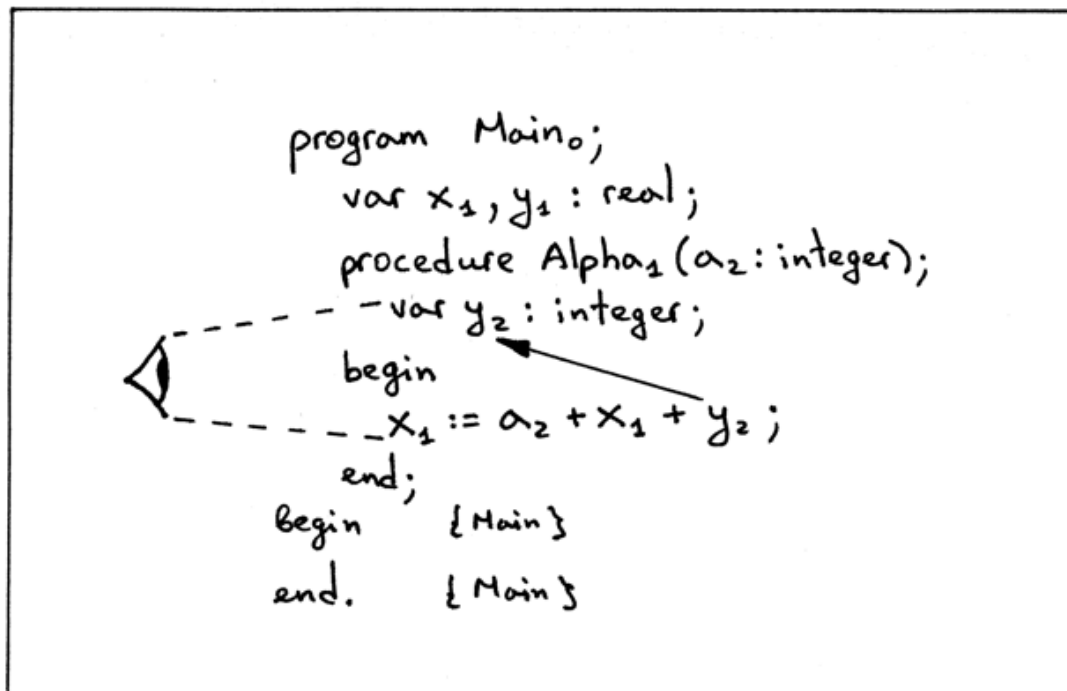 program Main₀;
var x₁, y₁ : real;
procedure Alpha₁ (a₂ : integer);
var y₂ : integer;
begin
x₁ := a₂ + x₁ + y₂ ;
end;
begin {Main}
end. {Main}